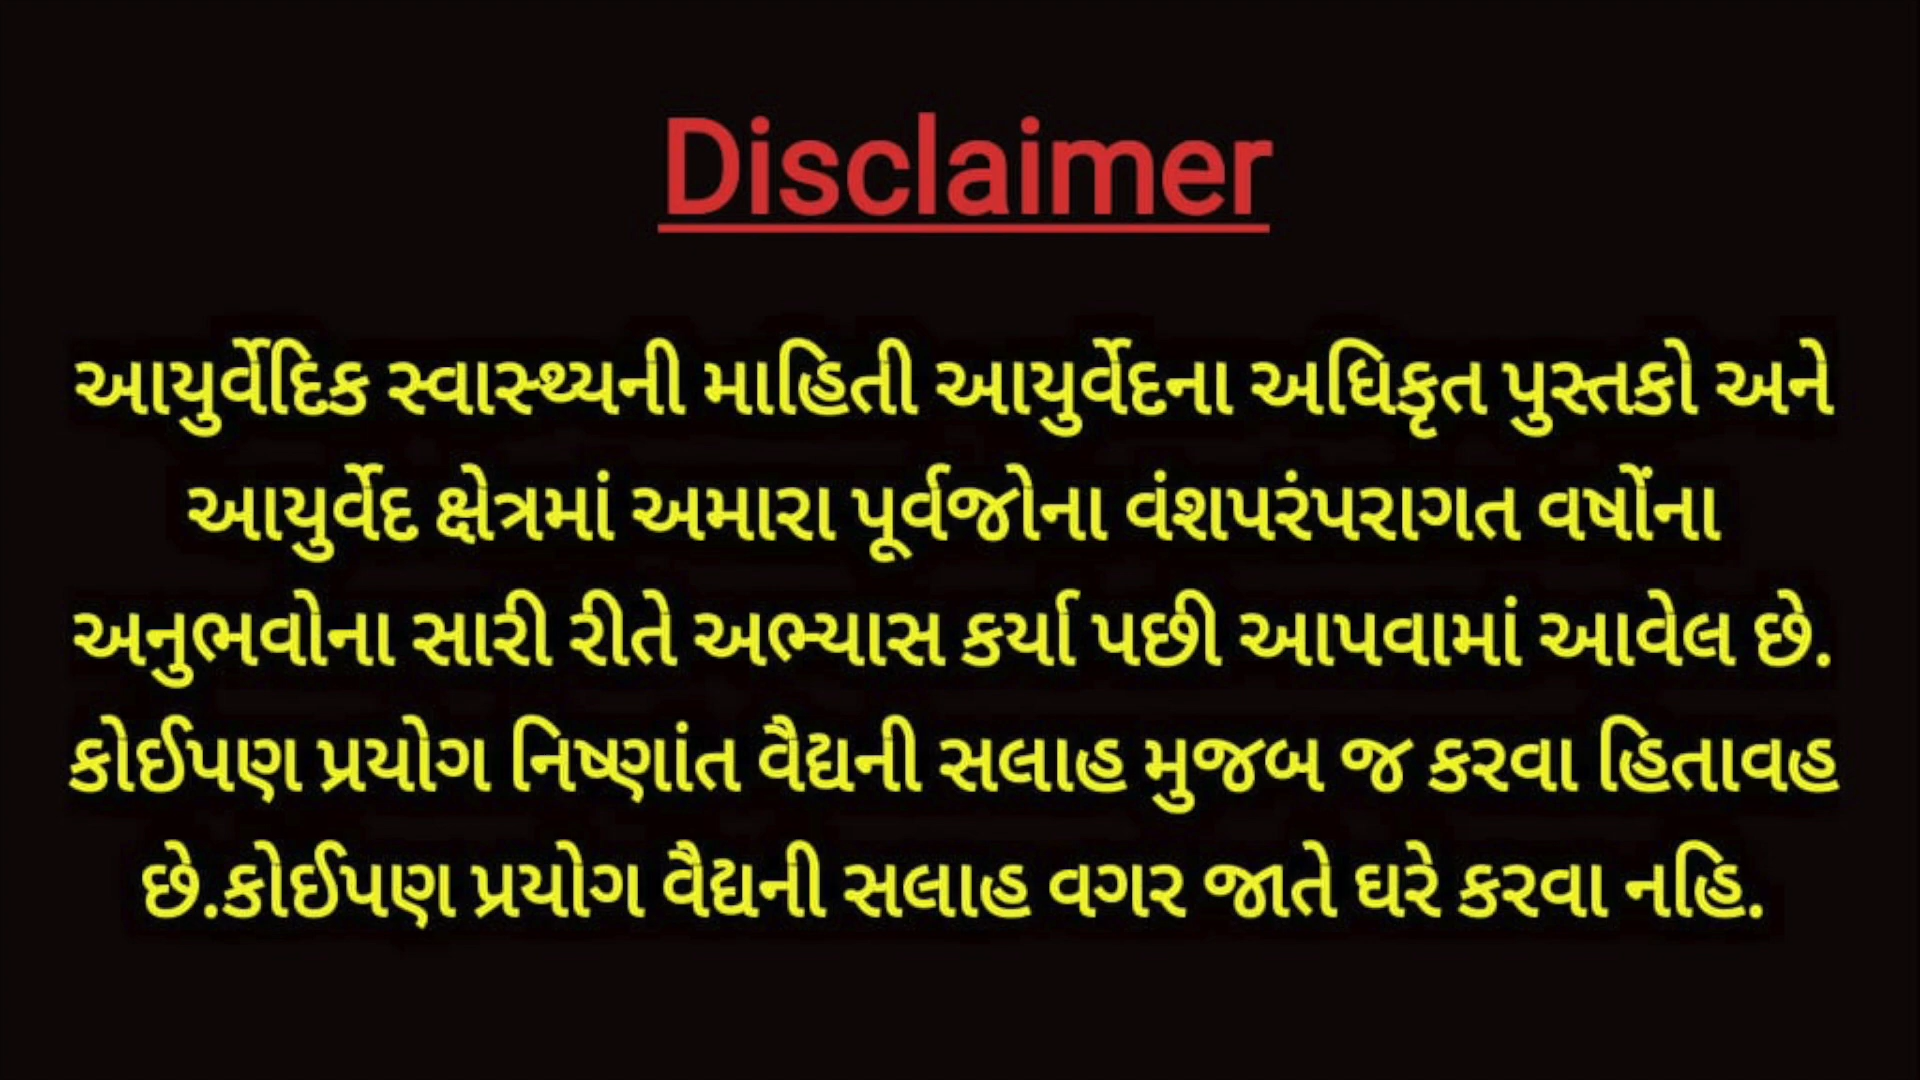 Disclaimer
આયુર્વેદિક સ્વાસ્થ્યની માહિતી આયુર્વેદના અધિકૃત પુસ્તકો અને
આયુર્વેદ ક્ષેત્રમાં અમારા પૂર્વજોના વંશપરંપરાગત વર્ષોના
અનુભવોના સારી રીતે અભ્યાસ કર્યા પછી આપવામાં આવેલ છે.
કોઈપણ પ્રયોગ નિષ્ણાંત વૈદ્યની સલાહ મુજબ જ કરવા હિતાવહ
છે.કોઈપણ પ્રયોગ વૈદ્યની સલાહ વગર જાતે ઘરે કરવા નહિ.